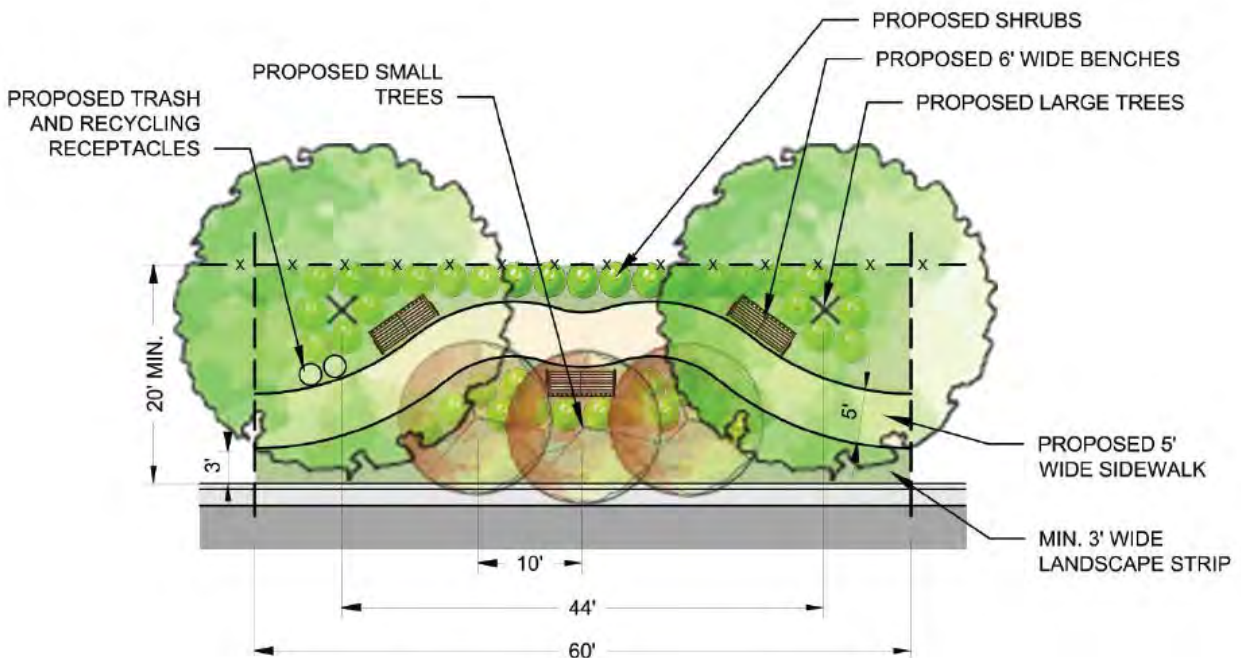 PROPOSED SHRUBS
PROPOSED 6' WIDE BENCHES
PROPOSED LARGE TREES
PROPOSED SMALL
TREES
PROPOSED TRASH
AND RECYCLING
RECEPTACLES
x x x x x x x x x x x x x x
20' MIN.
3'
5'
PROPOSED 5'
WIDE SIDEWALK
MIN. 3' WIDE
LANDSCAPE STRIP
10'
44'
60'